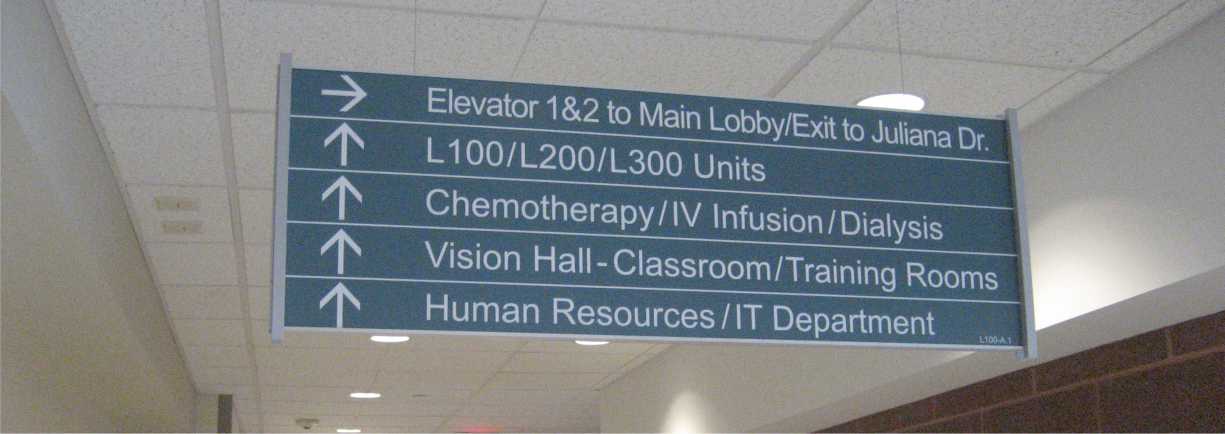 → Elevator 1&2 to Main Lobby/Exit to Juliana Dr.
↑ L100/L200/L300 Units
↑ Chemotherapy/IV Infusion/Dialysis
↑ Vision Hall-Classroom/Training Rooms
↑ Human Resources/IT Department
L100-A.1